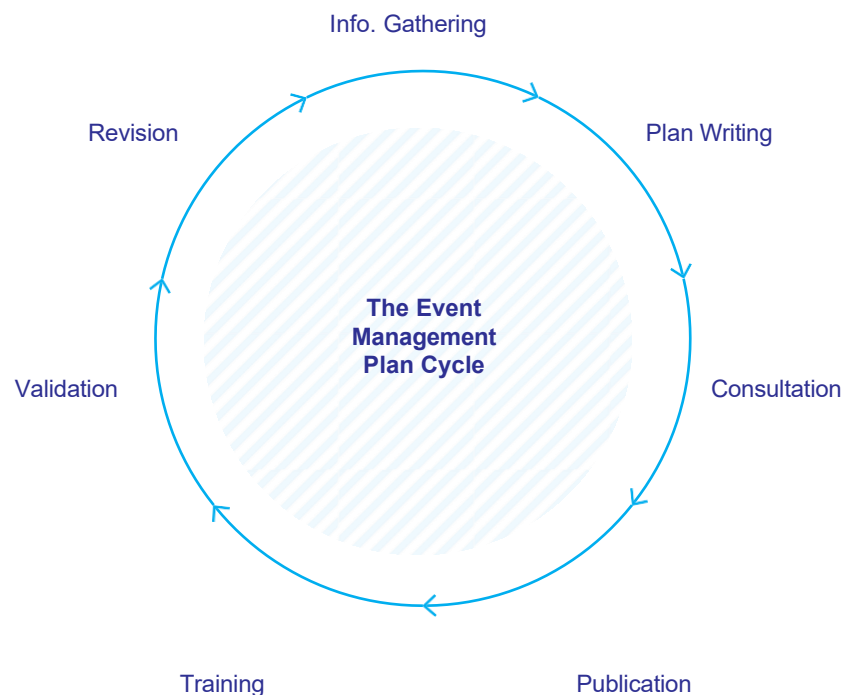 Info. Gathering
Revision
Plan Writing
The Event
Management
Plan Cycle
Validation
Consultation
Training
Publication